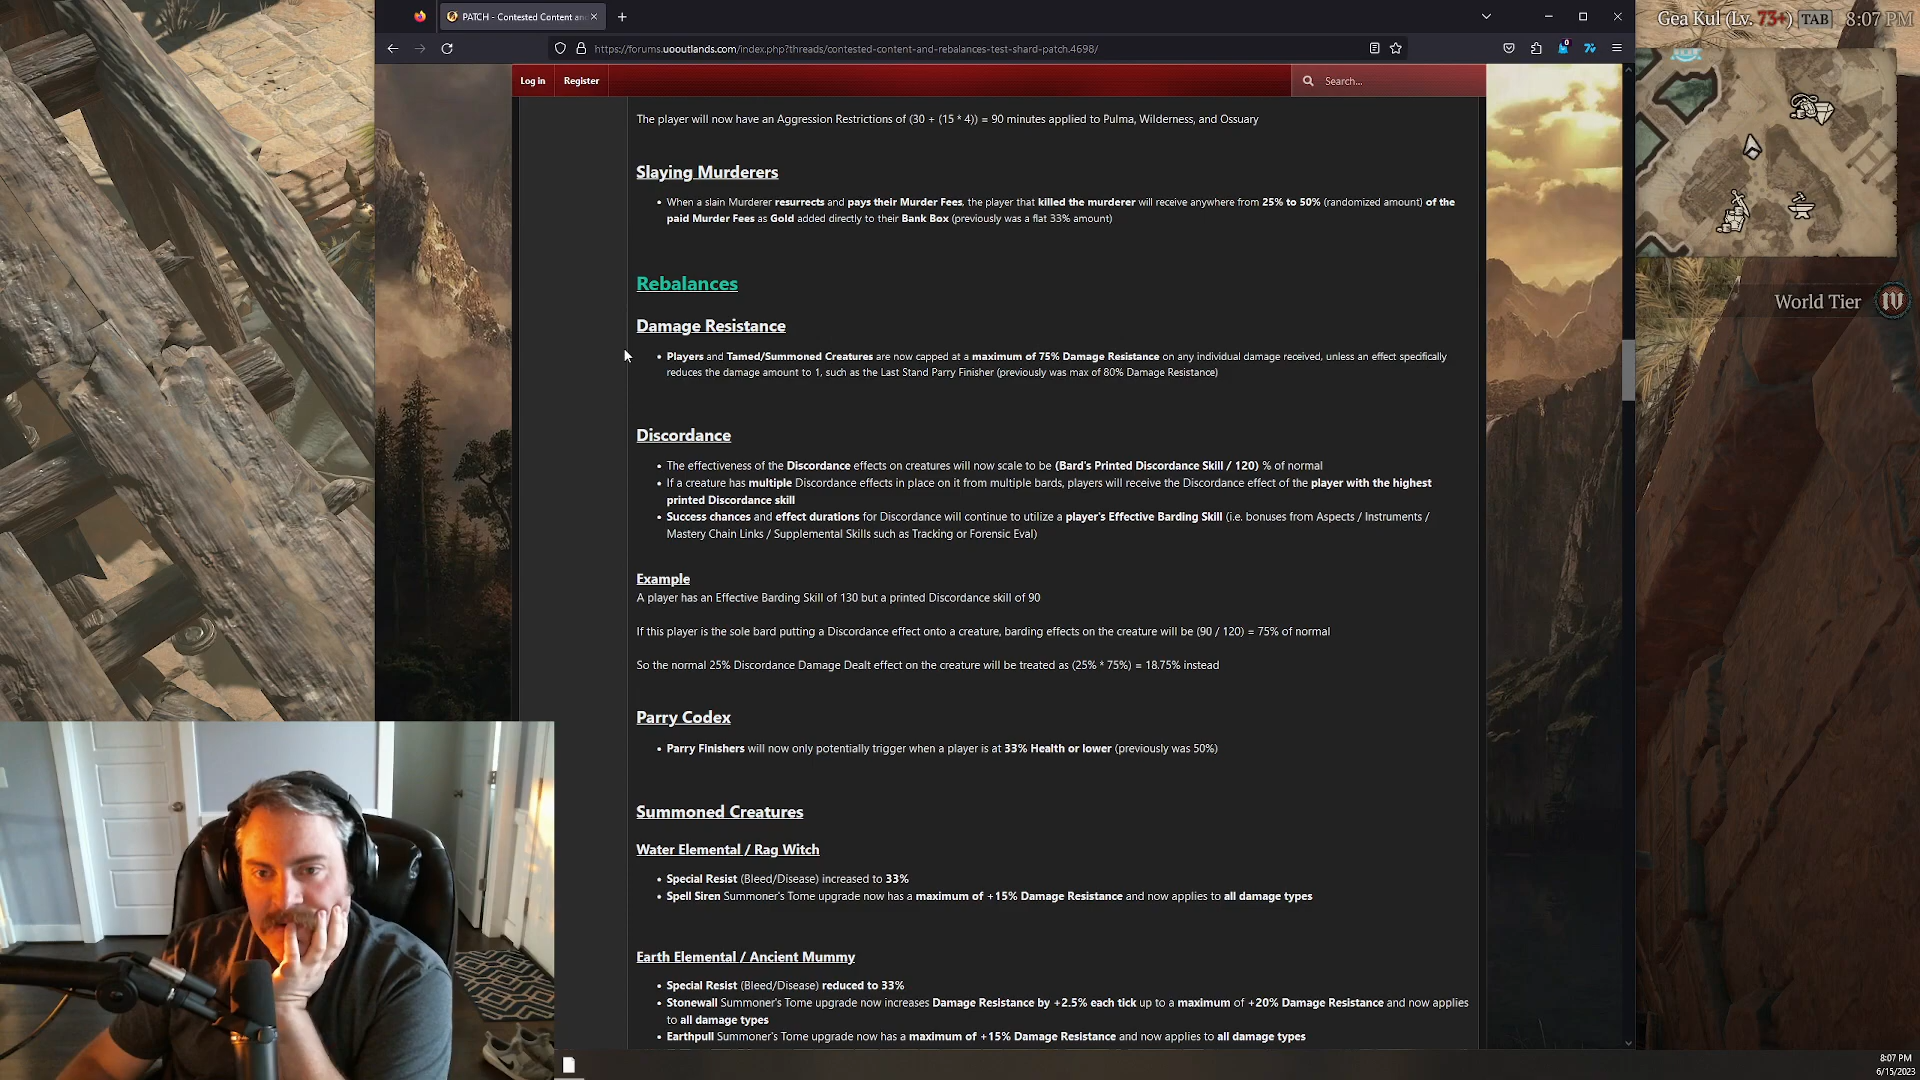 PATCH - Contested Content an
https://forums.uooutlands.com/index.php?threads/contested-content-and-rebalances-test-shard-patch.4698/
Gea Kul (Lv. 73+) TAB 8:07 PM
Log in Register Search...
The player will now have an Aggression Restrictions of (30 + (15 * 4)) = 90 minutes applied to Pulma, Wilderness, and Ossuary
Slaying Murderers
• When a slain Murderer resurrects and pays their Murder Fees, the player that killed the murderer will receive anywhere from 25% to 50% (randomized amount) of the
paid Murder Fees as Gold added directly to their Bank Box (previously was a flat 33% amount)
Rebalances
World Tier IV
Damage Resistance
• Players and Tamed/Summoned Creatures are now capped at a maximum of 75% Damage Resistance on any individual damage received, unless an effect specifically
reduces the damage amount to 1, such as the Last Stand Parry Finisher (previously was max of 80% Damage Resistance)
Discordance
• The effectiveness of the Discordance effects on creatures will now scale to be (Bard's Printed Discordance Skill / 120) % of normal
• If a creature has multiple Discordance effects in place on it from multiple bards, players will receive the Discordance effect of the player with the highest
printed Discordance skill
• Success chances and effect durations for Discordance will continue to utilize a player's Effective Barding Skill (i.e. bonuses from Aspects / Instruments /
Mastery Chain Links / Supplemental Skills such as Tracking or Forensic Eval)
Example
A player has an Effective Barding Skill of 130 but a printed Discordance skill of 90
If this player is the sole bard putting a Discordance effect onto a creature, barding effects on the creature will be (90 / 120) = 75% of normal
So the normal 25% Discordance Damage Dealt effect on the creature will be treated as (25% * 75%) = 18.75% instead
Parry Codex
• Parry Finishers will now only potentially trigger when a player is at 33% Health or lower (previously was 50%)
Summoned Creatures
Water Elemental / Rag Witch
• Special Resist (Bleed/Disease) increased to 33%
• Spell Siren Summoner's Tome upgrade now has a maximum of +15% Damage Resistance and now applies to all damage types
Earth Elemental / Ancient Mummy
• Special Resist (Bleed/Disease) reduced to 33%
• Stonewall Summoner's Tome upgrade now increases Damage Resistance by +2.5% each tick up to a maximum of +20% Damage Resistance and now applies
to all damage types
• Earthpull Summoner's Tome upgrade now has a maximum of +15% Damage Resistance and now applies to all damage types
8:07 PM
6/15/2023